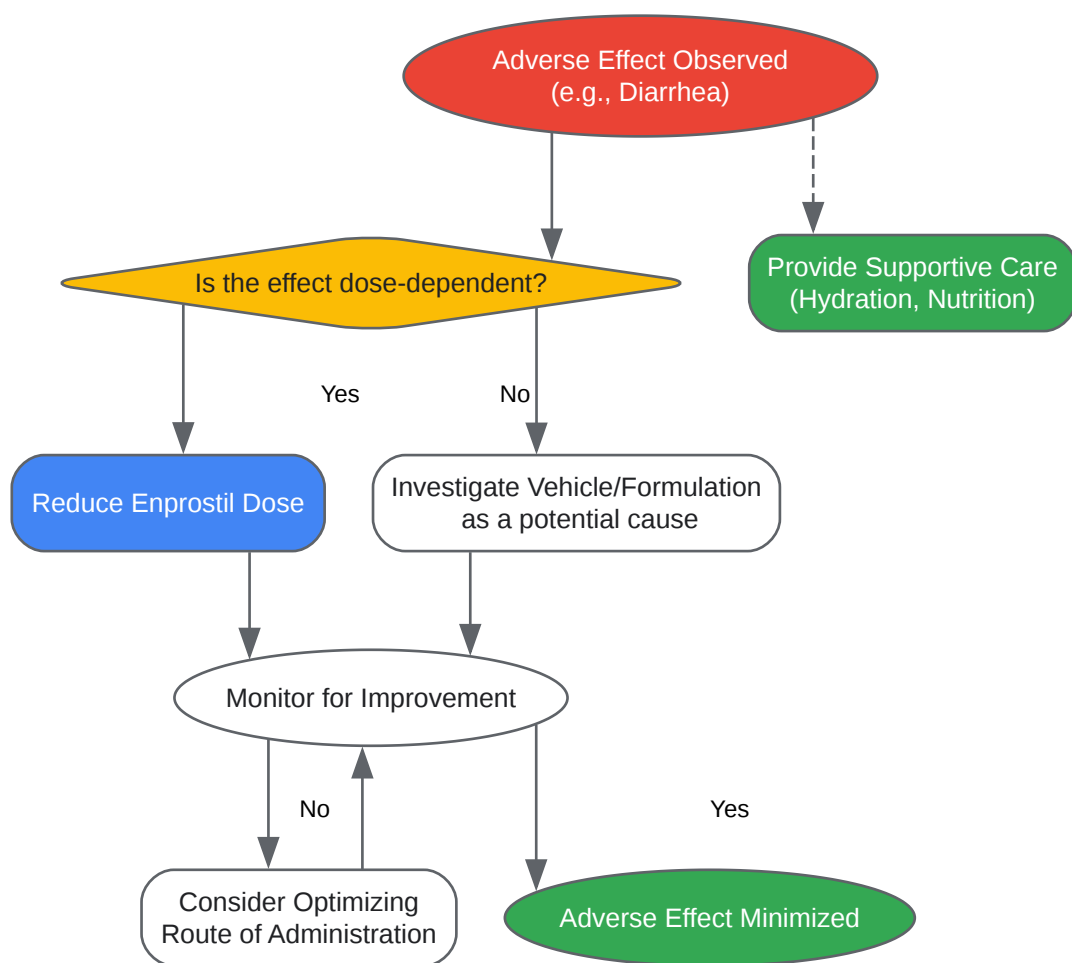 Adverse Effect Observed
(e.g., Diarrhea)
Is the effect dose-dependent?
Provide Supportive Care
(Hydration, Nutrition)
Yes
No
Reduce Enprostil Dose
Investigate Vehicle/Formulation
as a potential cause
Monitor for Improvement
No
Yes
Consider Optimizing
Route of Administration
Adverse Effect Minimized